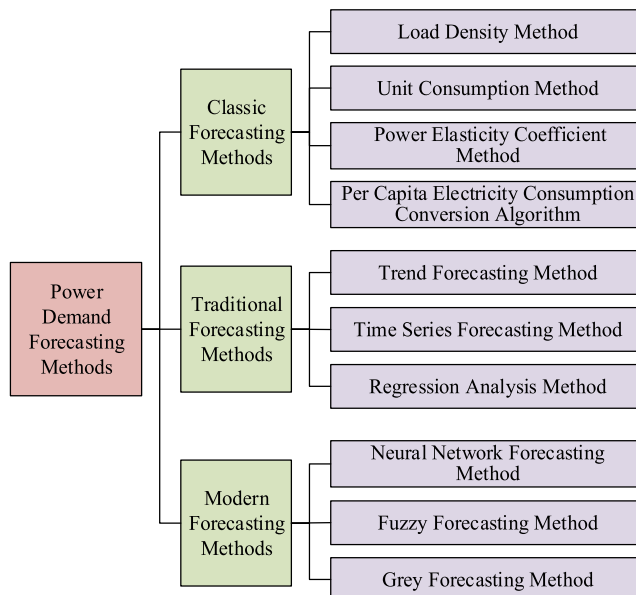 Power
Demand
Forecasting
Methods
Classic
Forecasting
Methods
Load Density Method
Unit Consumption Method
Power Elasticity Coefficient
Method
Per Capita Electricity Consumption
Conversion Algorithm
Traditional
Forecasting
Methods
Trend Forecasting Method
Time Series Forecasting Method
Regression Analysis Method
Modern
Forecasting
Methods
Neural Network Forecasting
Method
Fuzzy Forecasting Method
Grey Forecasting Method